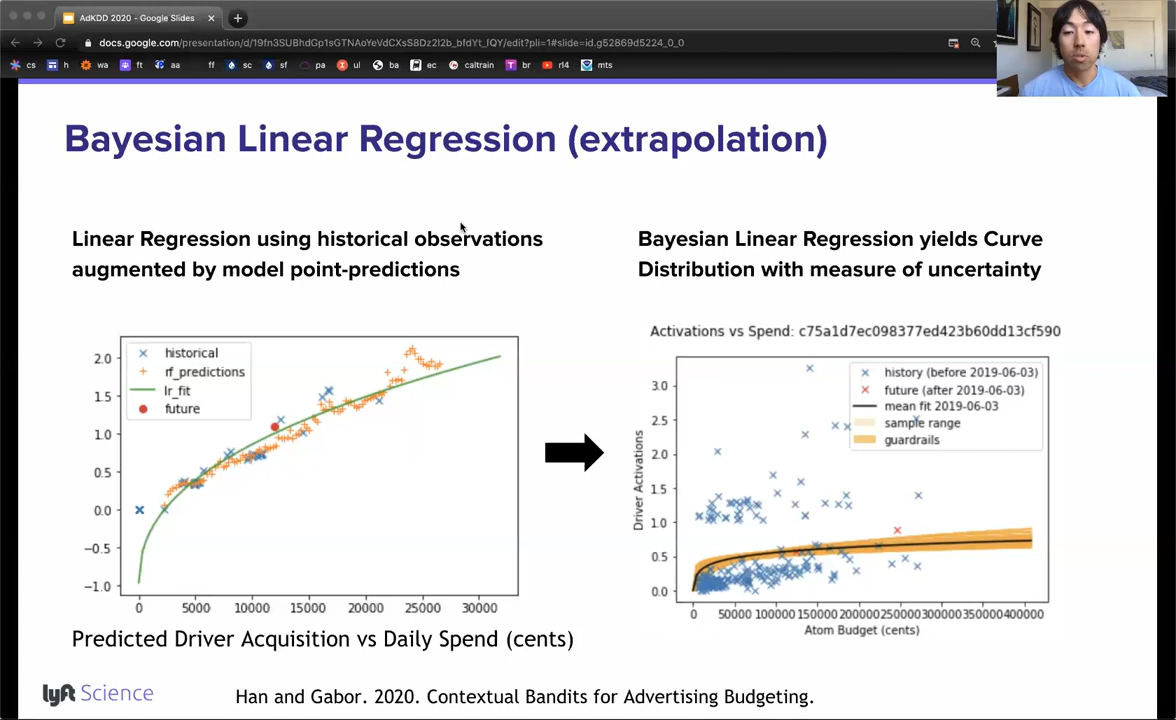 AdKDD 2020 - Google Slides
docs.google.com/presentation/d/19fn3SUBhdGp1sGTNAoYeVdCXsS8Dz2l2b_bfdYt_fQY/edit?pli=1#slide=id.g52869d5224_0_0
cs h wa ft aa ff sc sf pa ul ba ec caltrain br rl4 mts
Bayesian Linear Regression (extrapolation)
Linear Regression using historical observations
augmented by model point-predictions
Bayesian Linear Regression yields Curve
Distribution with measure of uncertainty
historical
rf_predictions
lr_fit
future
2.0
1.5
1.0
0.5
0.0
−0.5
−1.0
0 5000 10000 15000 20000 25000 30000
Predicted Driver Acquisition vs Daily Spend (cents)
Activations vs Spend: c75a1d7ec098377ed423b60dd13cf590
history (before 2019-06-03)
future (after 2019-06-03)
mean fit 2019-06-03
sample range
guardrails
Driver Activations
3.0
2.5
2.0
1.5
1.0
0.5
0.0
0 50000 100000 150000 200000 250000 300000 350000 400000
Atom Budget (cents)
lyft Science
Han and Gabor. 2020. Contextual Bandits for Advertising Budgeting.